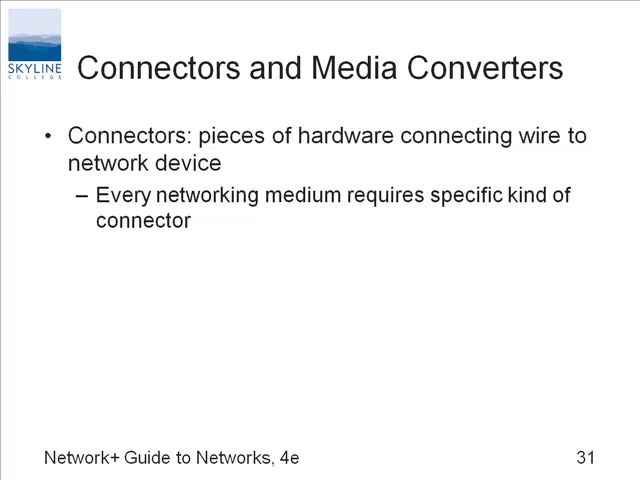 SKYLINE
COLLEGE
Connectors and Media Converters
• Connectors: pieces of hardware connecting wire to
network device
– Every networking medium requires specific kind of
connector
Network+ Guide to Networks, 4e
31